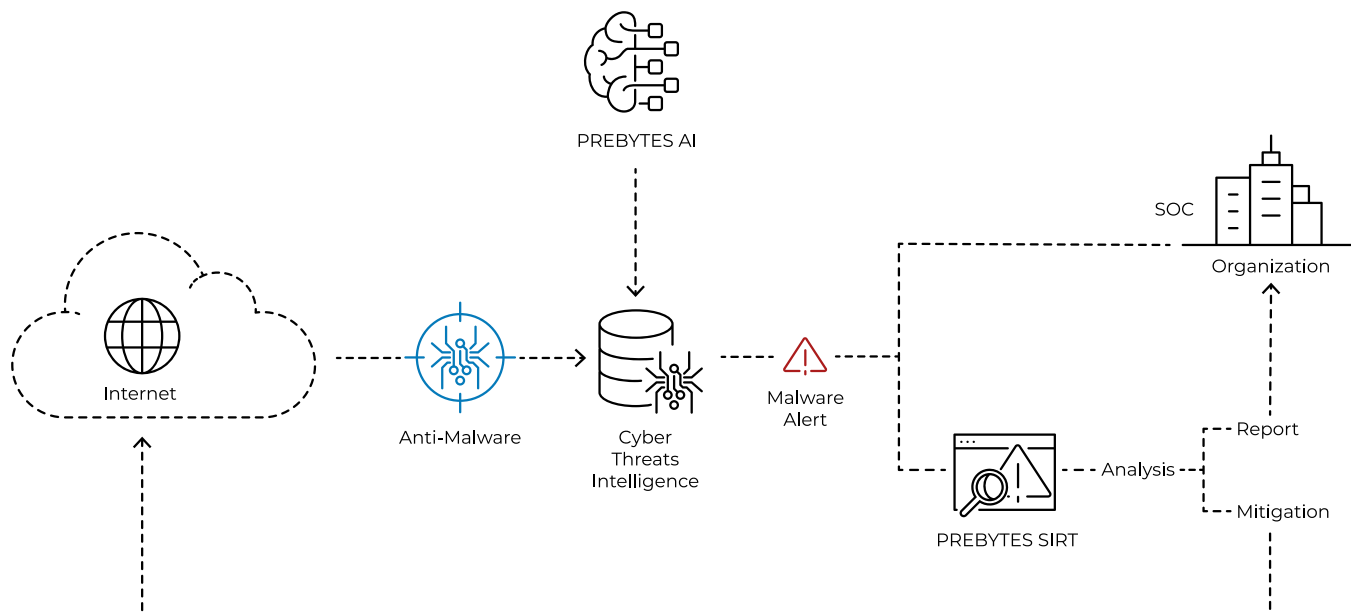 PREBYTES AI
SOC
Organization
Internet
Anti-Malware
Cyber
Threats
Intelligence
Malware
Alert
PREBYTES SIRT
Analysis
Report
Mitigation